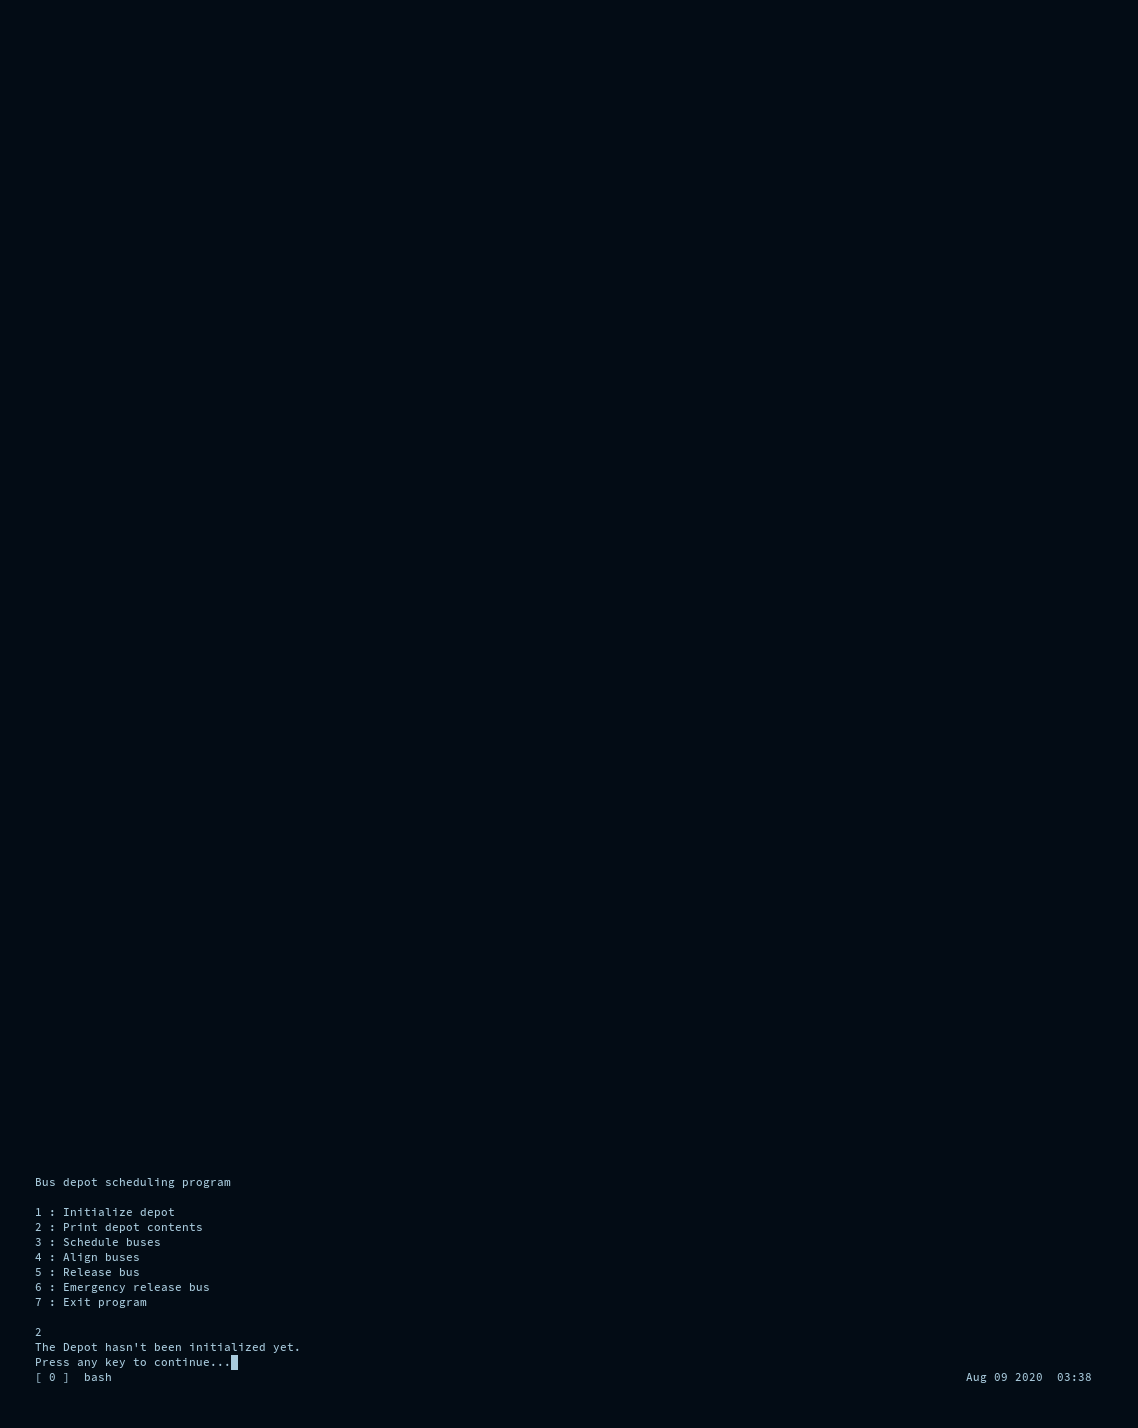 Bus depot scheduling program
1 : Initialize depot
2 : Print depot contents
3 : Schedule buses
4 : Align buses
5 : Release bus
6 : Emergency release bus
7 : Exit program
2
The Depot hasn't been initialized yet.
Press any key to continue...
[ 0 ]  bash Aug 09 2020  03:38